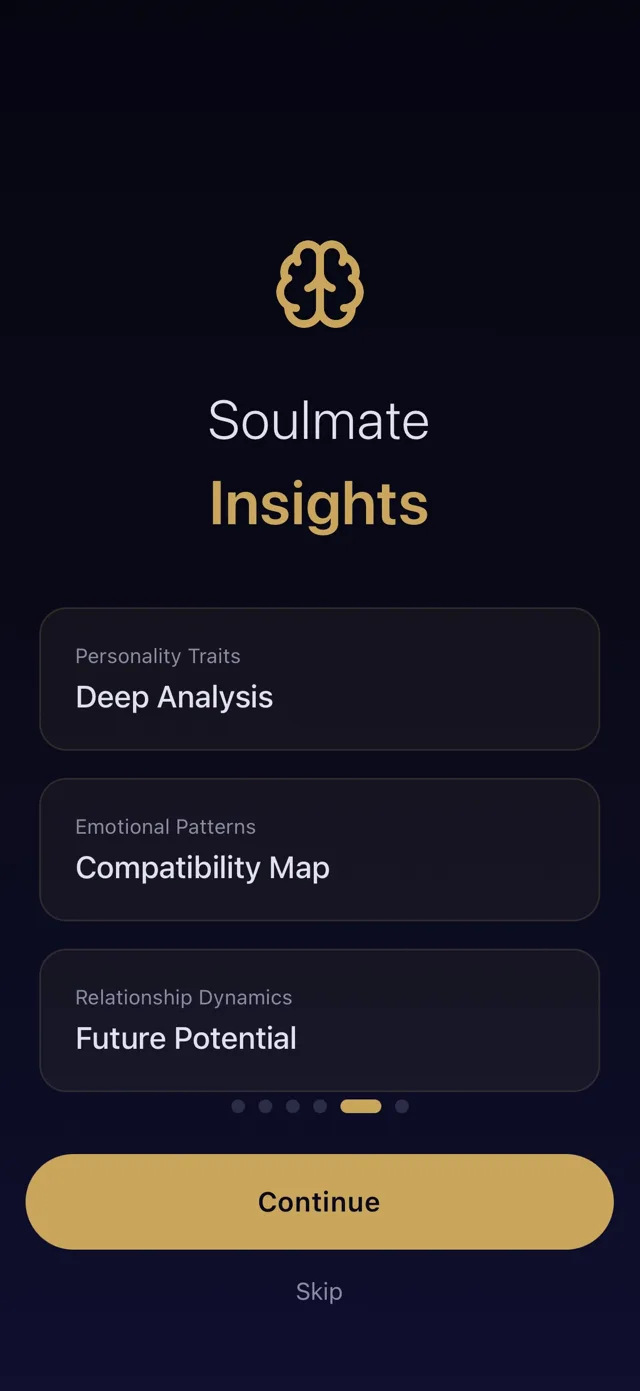 Soulmate
Insights
Personality Traits
Deep Analysis
Emotional Patterns
Compatibility Map
Relationship Dynamics
Future Potential
Continue
Skip